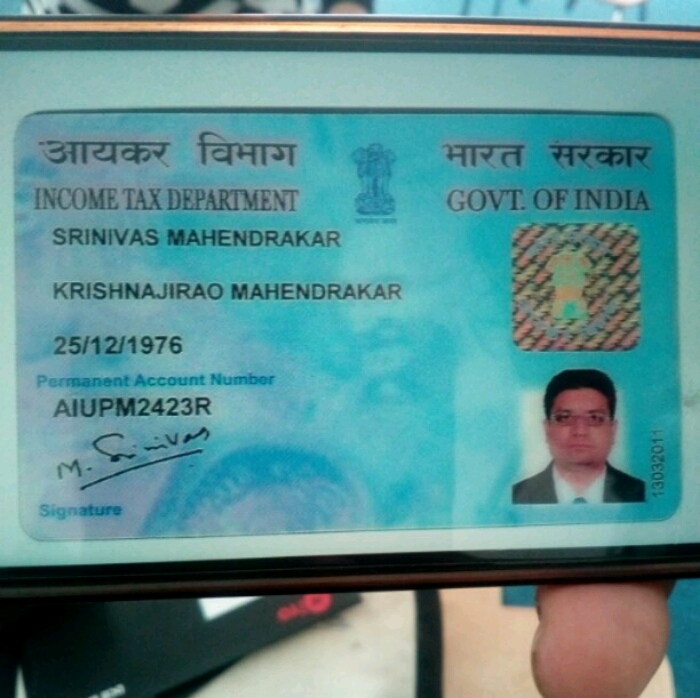 आयकर विभाग
भारत सरकार
INCOME TAX DEPARTMENT
GOVT. OF INDIA
SRINIVAS MAHENDRAKAR
KRISHNAJIRAO MAHENDRAKAR
25/12/1976
Permanent Account Number
AIUPM2423R
M. Srinivas
Signature
13032011